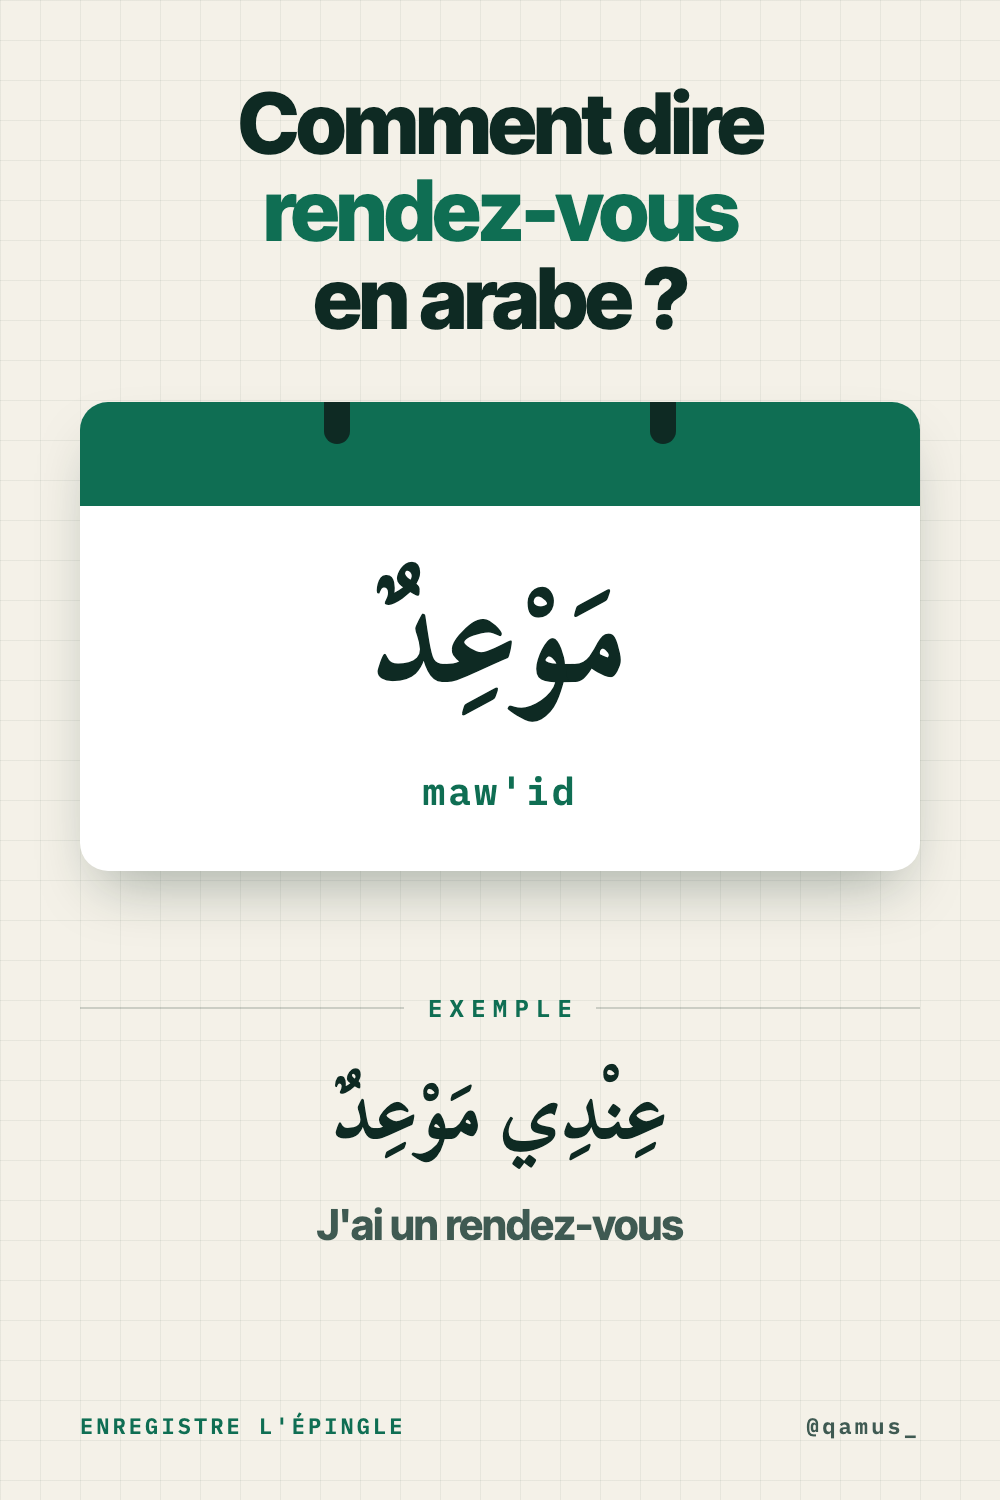 Comment dire
rendez-vous
en arabe ?
مَوْعِدٌ
maw'id
EXEMPLE
عِنْدِي مَوْعِدٌ
J'ai un rendez-vous
ENREGISTRE L'ÉPINGLE
@qamus_